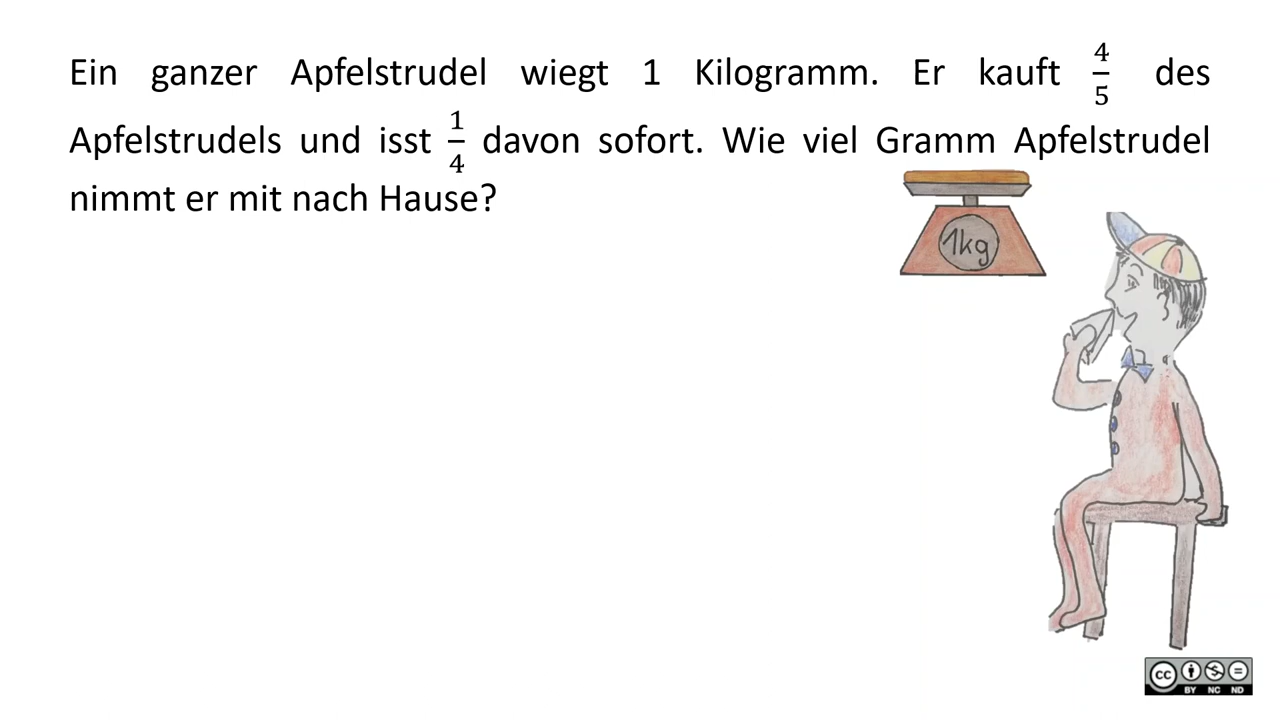 Ein ganzer Apfelstrudel wiegt 1 Kilogramm. Er kauft 4/5 des
Apfelstrudels und isst 1/4 davon sofort. Wie viel Gramm Apfelstrudel
nimmt er mit nach Hause?
1kg
cc
BY NC ND